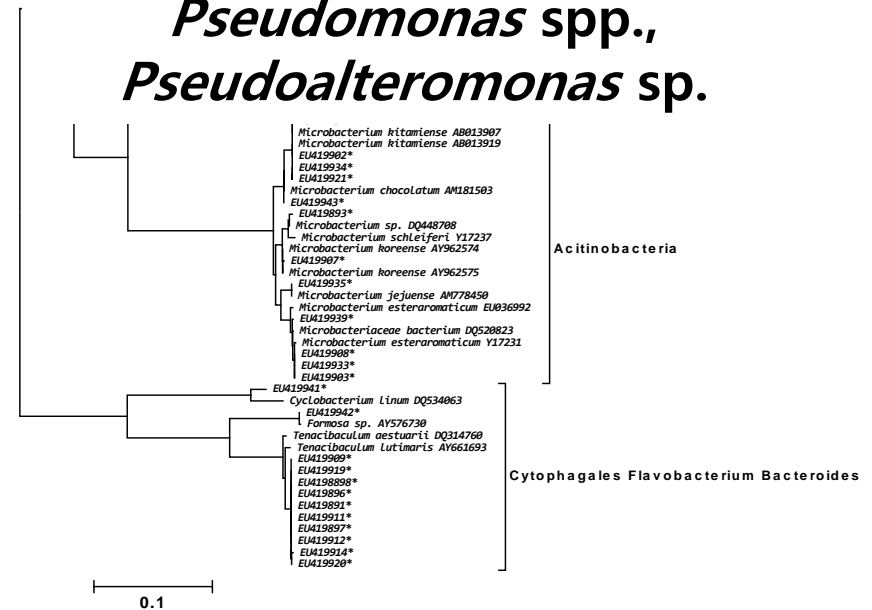 Pseudomonas spp.,
Pseudoalteromonas sp.
Microbacterium kitamiense AB013907
Microbacterium kitamiense AB013919
EU419902*
EU419934*
EU419921*
Microbacterium chocolatum AM181503
EU419943*
EU419893*
Microbacterium sp. DQ448708
Microbacterium schleiferi Y17237
Microbacterium koreense AY962574
Acitinobacteria
EU419907*
Microbacterium koreense AY962575
EU419935*
Microbacterium jejuense AM778450
Microbacterium esteraromaticum EU036992
EU419939*
Microbacteriaceae bacterium DQ520823
Microbacterium esteraromaticum Y17231
EU419908*
EU419933*
EU419903*
EU419941*
Cyclobacterium linum DQ534063
EU419942*
Formosa sp. AY576730
Tenacibaculum aestuarii DQ314760
Tenacibaculum lutimaris AY661693
EU419909*
EU419919*
Cytophagales Flavobacterium Bacteroides
EU4198898*
EU419896*
EU419891*
EU419911*
EU419897*
EU419912*
EU419914*
EU419920*
0.1